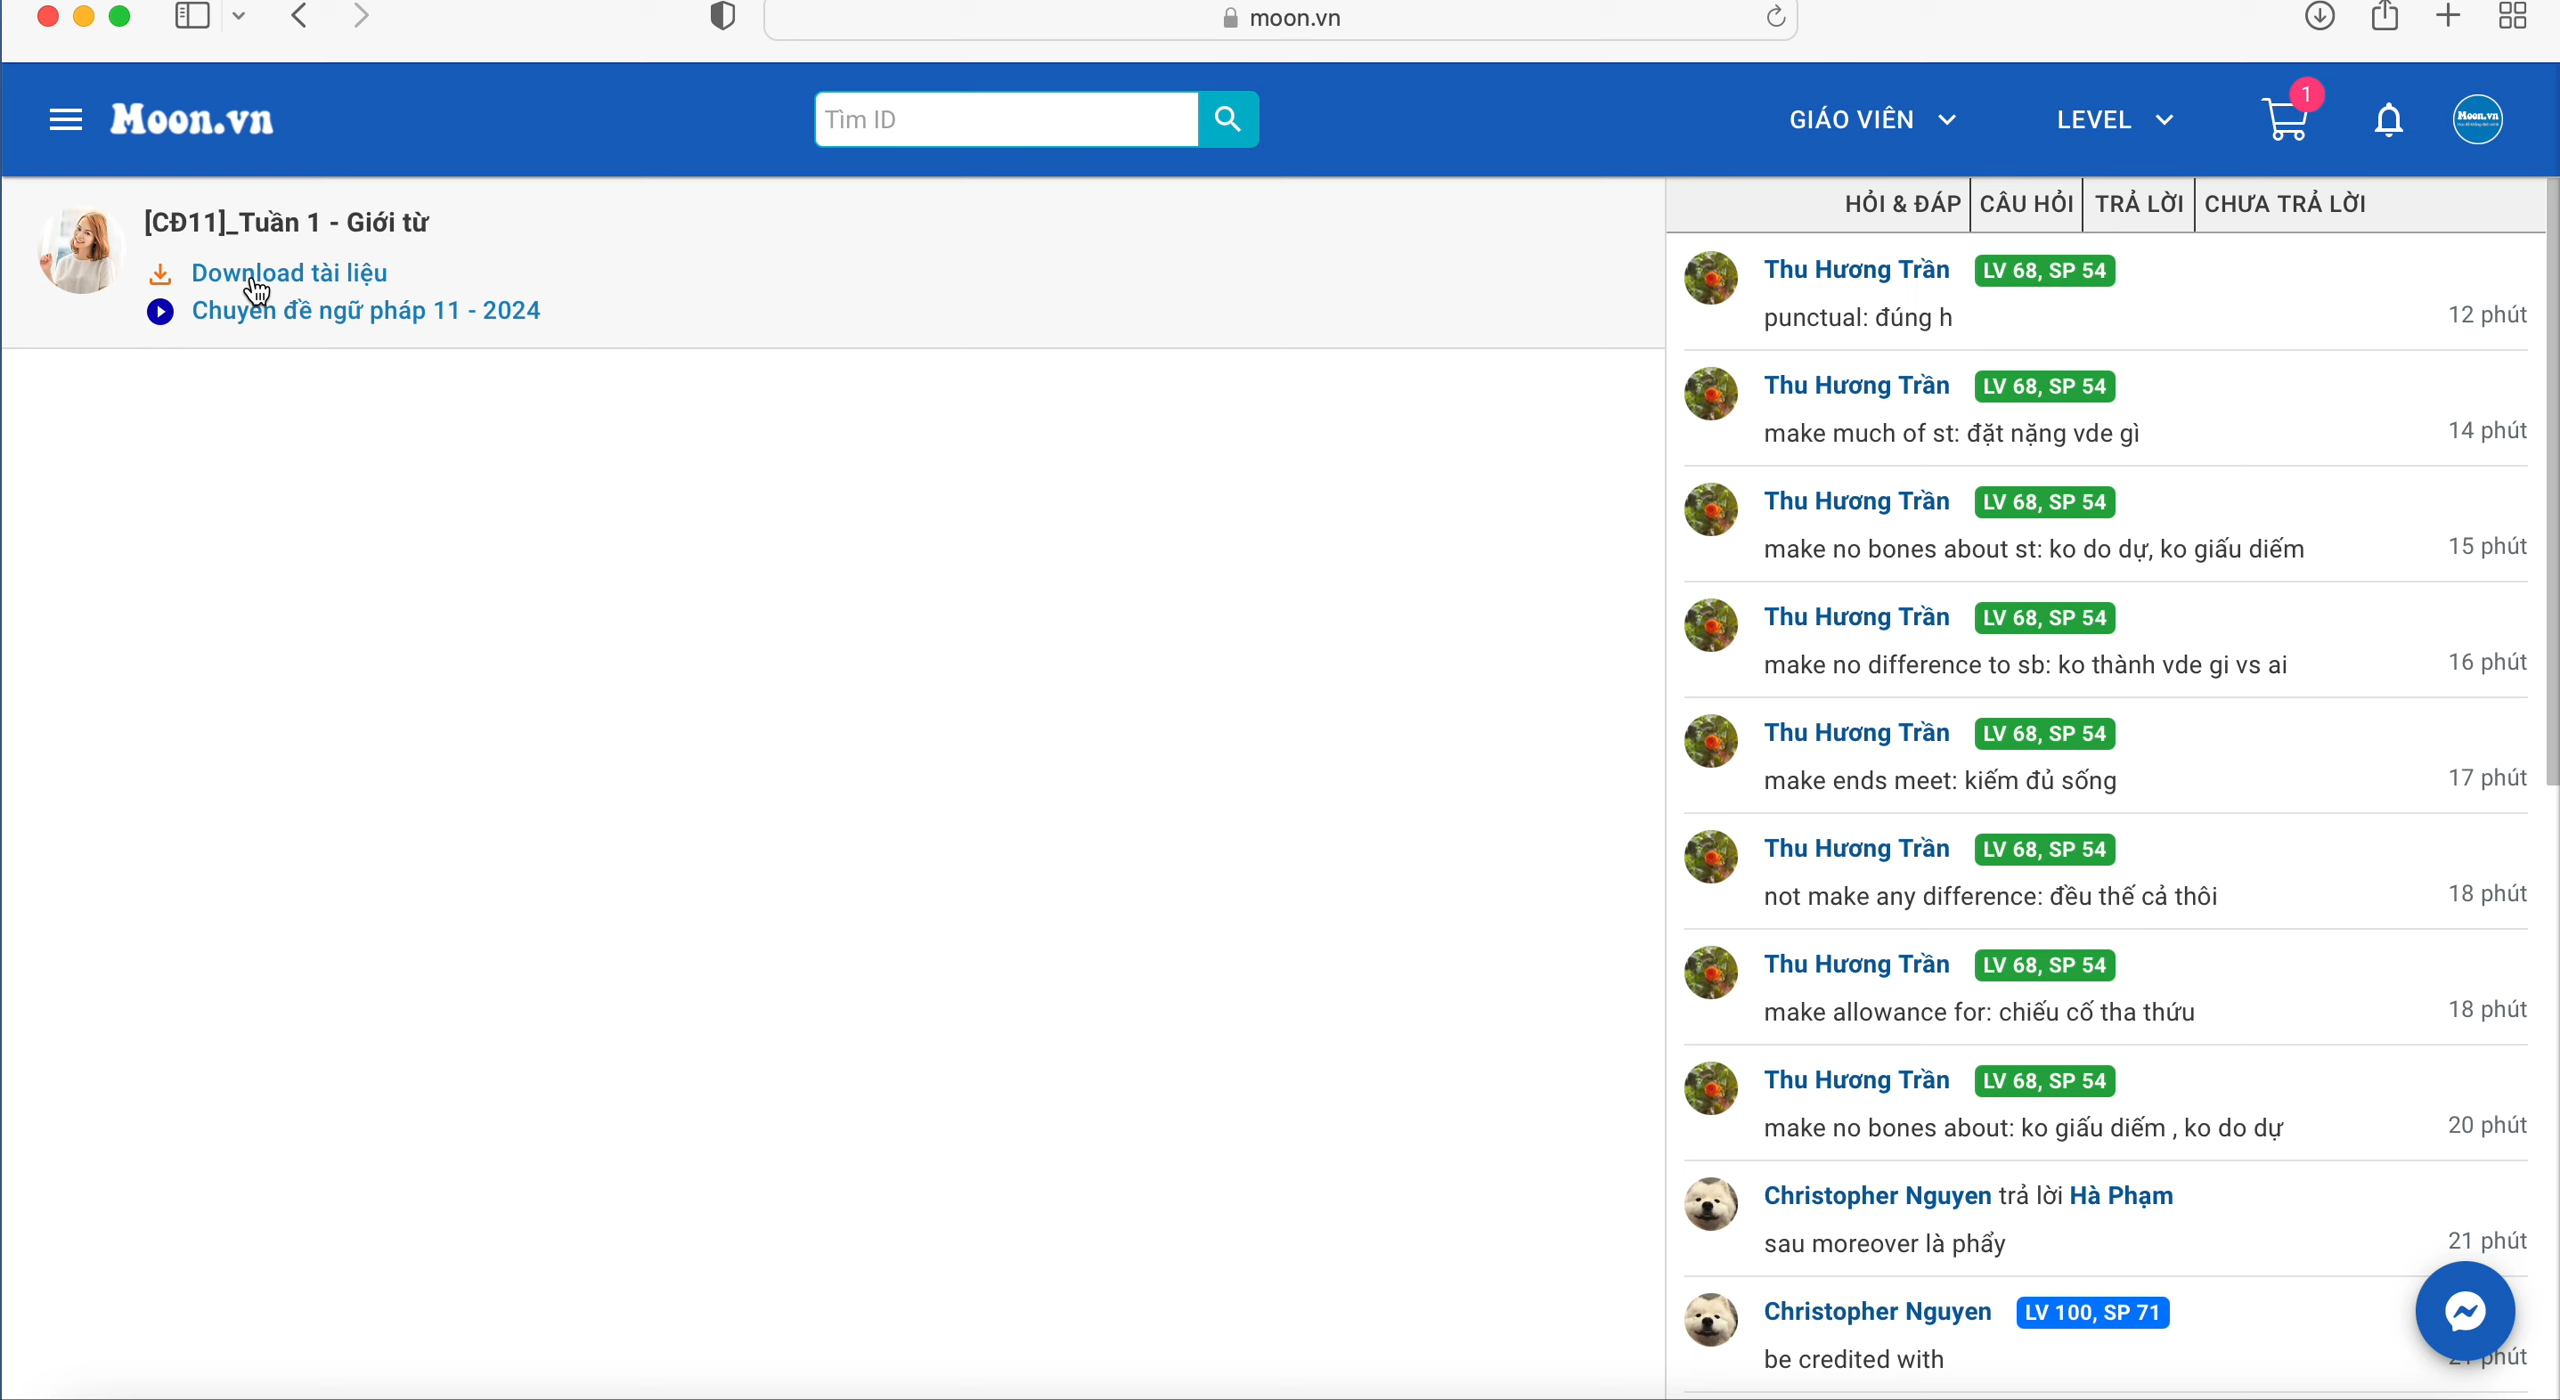 moon.vn
Moon.vn
Tìm ID
GIÁO VIÊN
LEVEL
1
Moon.vn
[CĐ11]_Tuần 1 - Giới từ
Download tài liệu
Chuyên đề ngữ pháp 11 - 2024
HỎI & ĐÁP
CÂU HỎI
TRẢ LỜI
CHƯA TRẢ LỜI
Thu Hương Trần LV 68, SP 54
punctual: đúng h 12 phút
Thu Hương Trần LV 68, SP 54
make much of st: đặt nặng vde gì 14 phút
Thu Hương Trần LV 68, SP 54
make no bones about st: ko do dự, ko giấu diếm 15 phút
Thu Hương Trần LV 68, SP 54
make no difference to sb: ko thành vde gi vs ai 16 phút
Thu Hương Trần LV 68, SP 54
make ends meet: kiếm đủ sống 17 phút
Thu Hương Trần LV 68, SP 54
not make any difference: đều thế cả thôi 18 phút
Thu Hương Trần LV 68, SP 54
make allowance for: chiếu cố tha thứu 18 phút
Thu Hương Trần LV 68, SP 54
make no bones about: ko giấu diếm , ko do dự 20 phút
Christopher Nguyen trả lời Hà Phạm
sau moreover là phẩy 21 phút
Christopher Nguyen LV 100, SP 71
be credited with phút